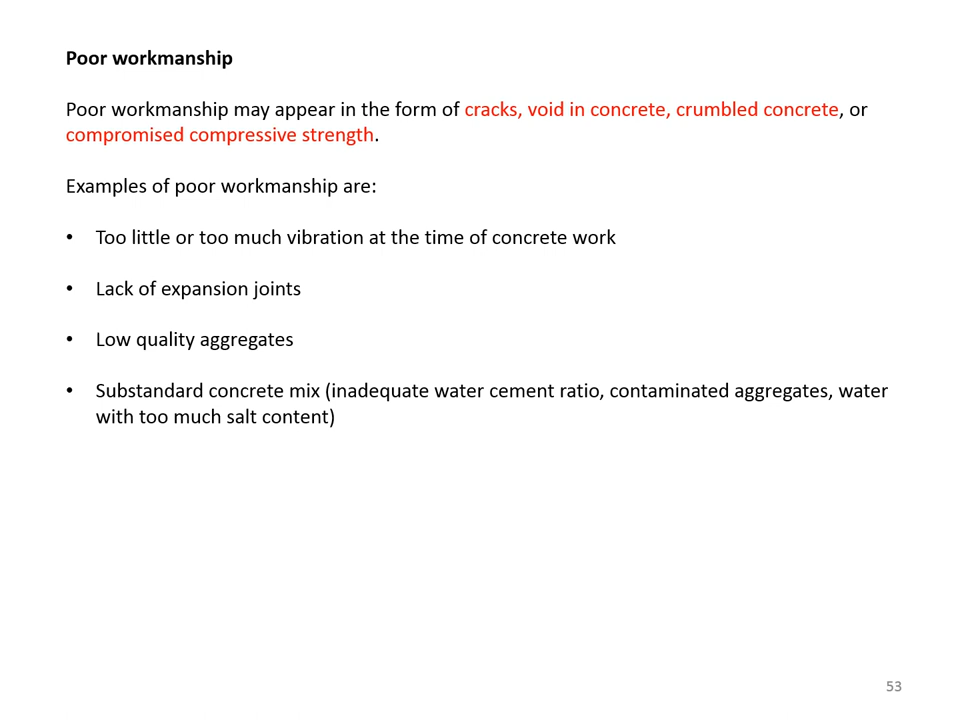 Poor workmanship
Poor workmanship may appear in the form of cracks, void in concrete, crumbled concrete, or
compromised compressive strength.
Examples of poor workmanship are:
• Too little or too much vibration at the time of concrete work
• Lack of expansion joints
• Low quality aggregates
• Substandard concrete mix (inadequate water cement ratio, contaminated aggregates, water
with too much salt content)
53